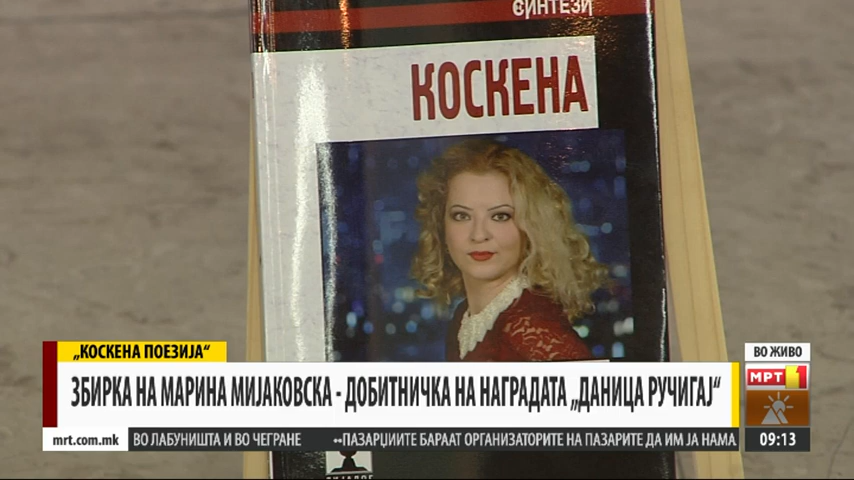 СИНТЕЗИ
КОСКЕНА
„КОСКЕНА ПОЕЗИЈА“
ЗБИРКА НА МАРИНА МИЈАКОВСКА - ДОБИТНИЧКА НА НАГРАДАТА „ДАНИЦА РУЧИГАЈ“
ВО ЖИВО
МРТ 1
mrt.com.mk
ВО ЛАБУНИШТА И ВО ЧЕГРАНЕ ••ПАЗАРЏИИТЕ БАРААТ ОРГАНИЗАТОРИТЕ НА ПАЗАРИТЕ ДА ИМ ЈА НАМА
09:13